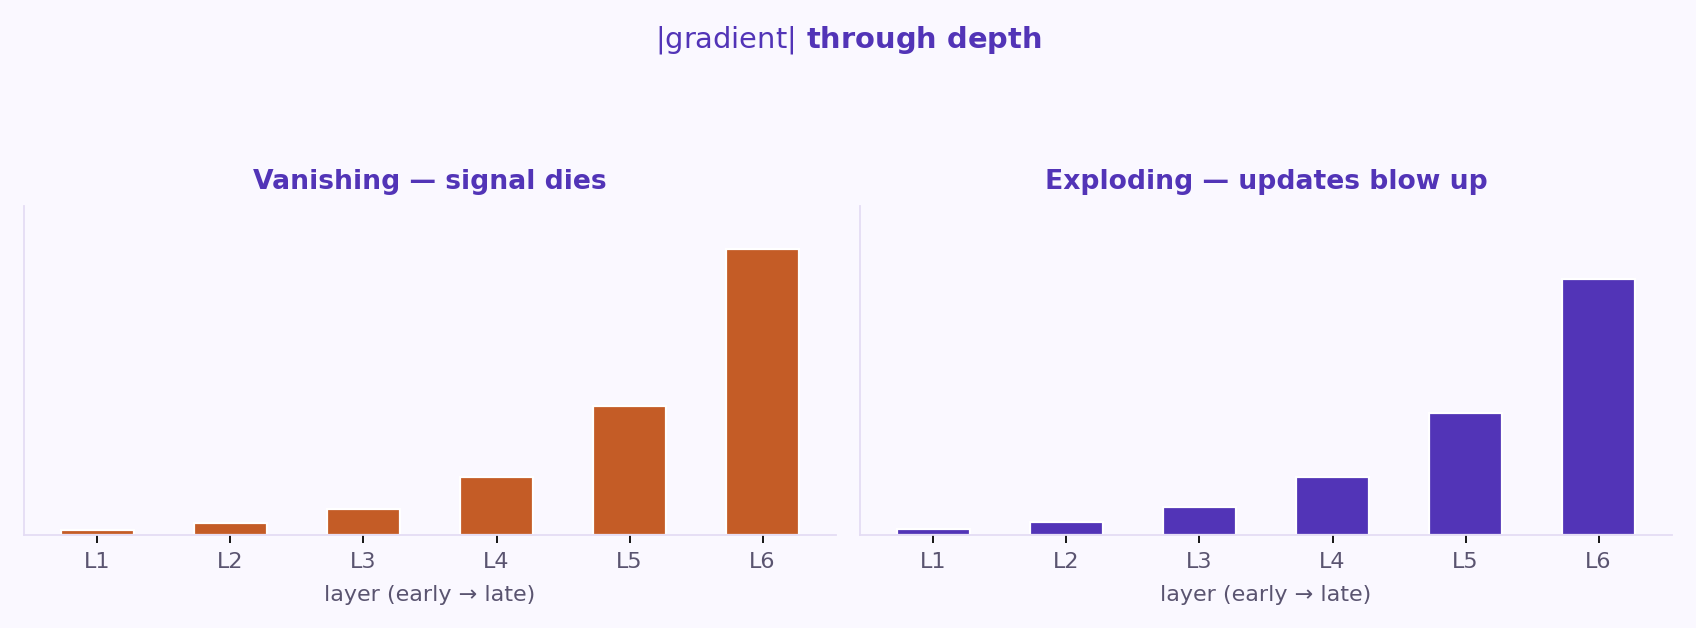 |gradient| through depth
Vanishing — signal dies
L1 L2 L3 L4 L5 L6
layer (early → late)
Exploding — updates blow up
L1 L2 L3 L4 L5 L6
layer (early → late)